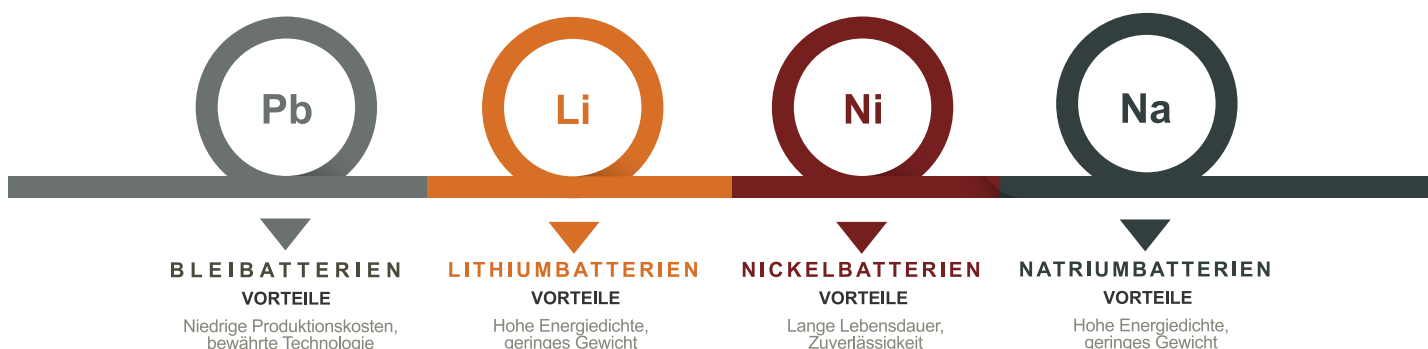 Pb
Li
Ni
Na
BLEIBATTERIEN
VORTEILE
Niedrige Produktionskosten,
bewährte Technologie
LITHIUMBATTERIEN
VORTEILE
Hohe Energiedichte,
geringes Gewicht
NICKELBATTERIEN
VORTEILE
Lange Lebensdauer,
Zuverlässigkeit
NATRIUMBATTERIEN
VORTEILE
Hohe Energiedichte,
geringes Gewicht